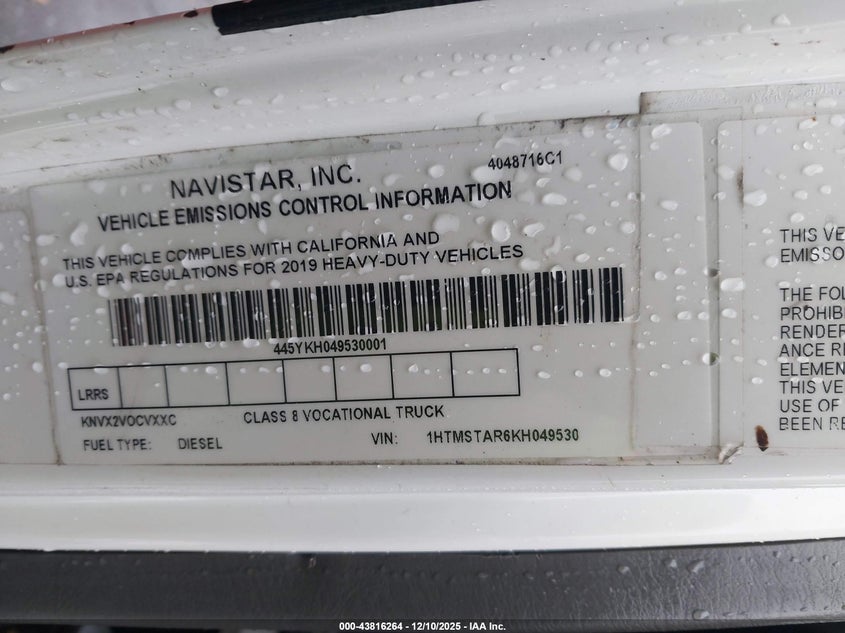 NAVISTAR, INC.
4048716C1
VEHICLE EMISSIONS CONTROL INFORMATION
THIS VEHICLE COMPLIES WITH CALIFORNIA AND
U.S. EPA REGULATIONS FOR 2019 HEAVY-DUTY VEHICLES
445YKH049530001
LRRS
KNVX2VOCVXXC CLASS 8 VOCATIONAL TRUCK
FUEL TYPE: DIESEL VIN: 1HTMSTAR6KH049530
THIS VE
EMISSO
THE FOL
PROHIB
RENDER
ANCE RE
ELEMEN
THIS VE
USE OF
BEEN RE
000-43816264 – 12/10/2025 – IAA Inc.